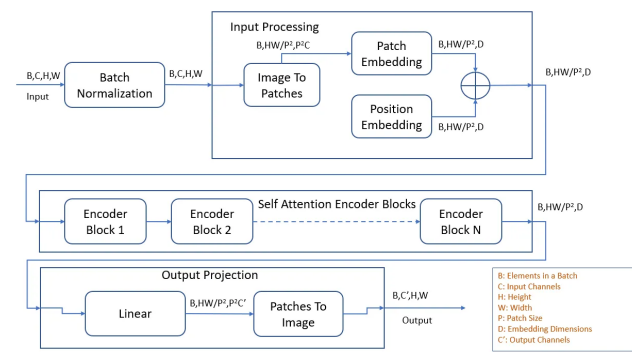 Input Processing
B,HW/P²,P²C
Patch
Embedding
B,HW/P²,D
B,C,H,W
Input
Batch
Normalization
B,C,H,W
Image To
Patches
B,HW/P²,D
Position
Embedding
B,HW/P²,D
Self Attention Encoder Blocks
Encoder
Block 1
Encoder
Block 2
Encoder
Block N
B,HW/P²,D
Output Projection
Linear
B,HW/P²,P²C'
Patches To
Image
B,C',H,W
Output
B: Elements in a Batch
C: Input Channels
H: Height
W: Width
P: Patch Size
D: Embedding Dimensions
C': Output Channels